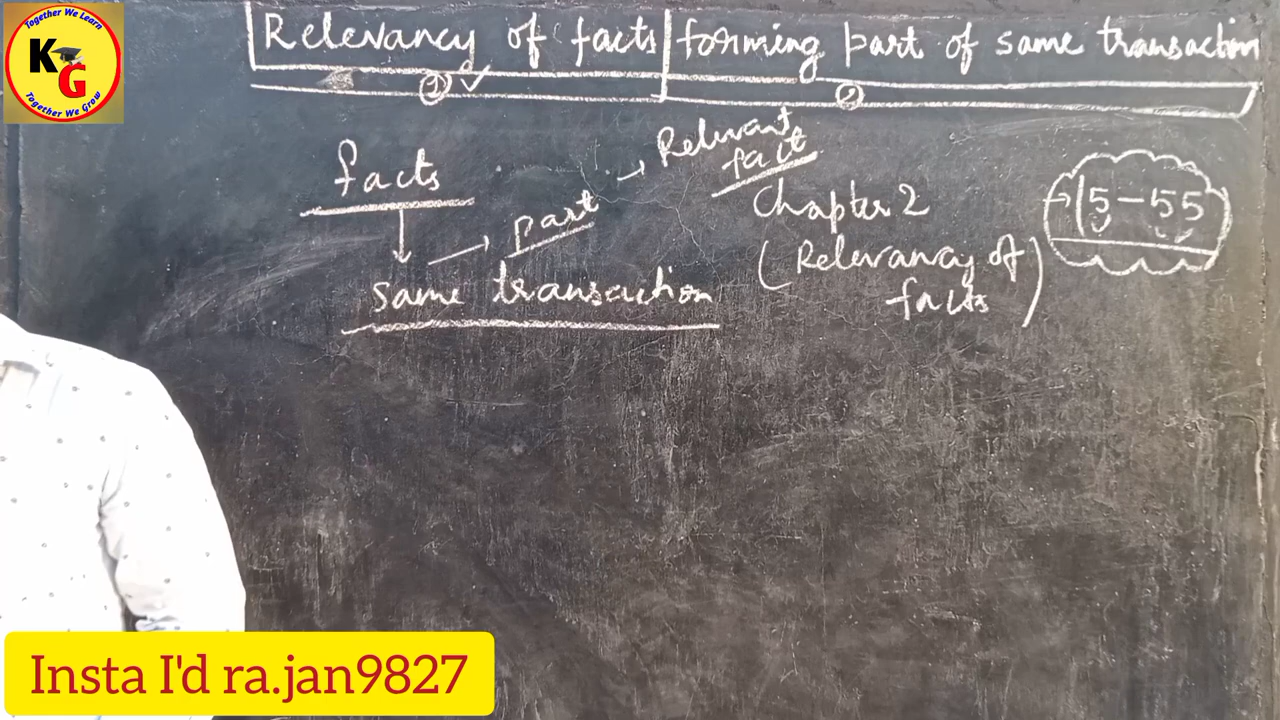 Together We Learn
KG
Together We Grow
Relevancy of facts forming part of same transaction
① ②
facts
part → Relevant fact
same transaction
Chapter 2
(Relevancy of facts)
→ 5-55
Insta I'd ra.jan9827